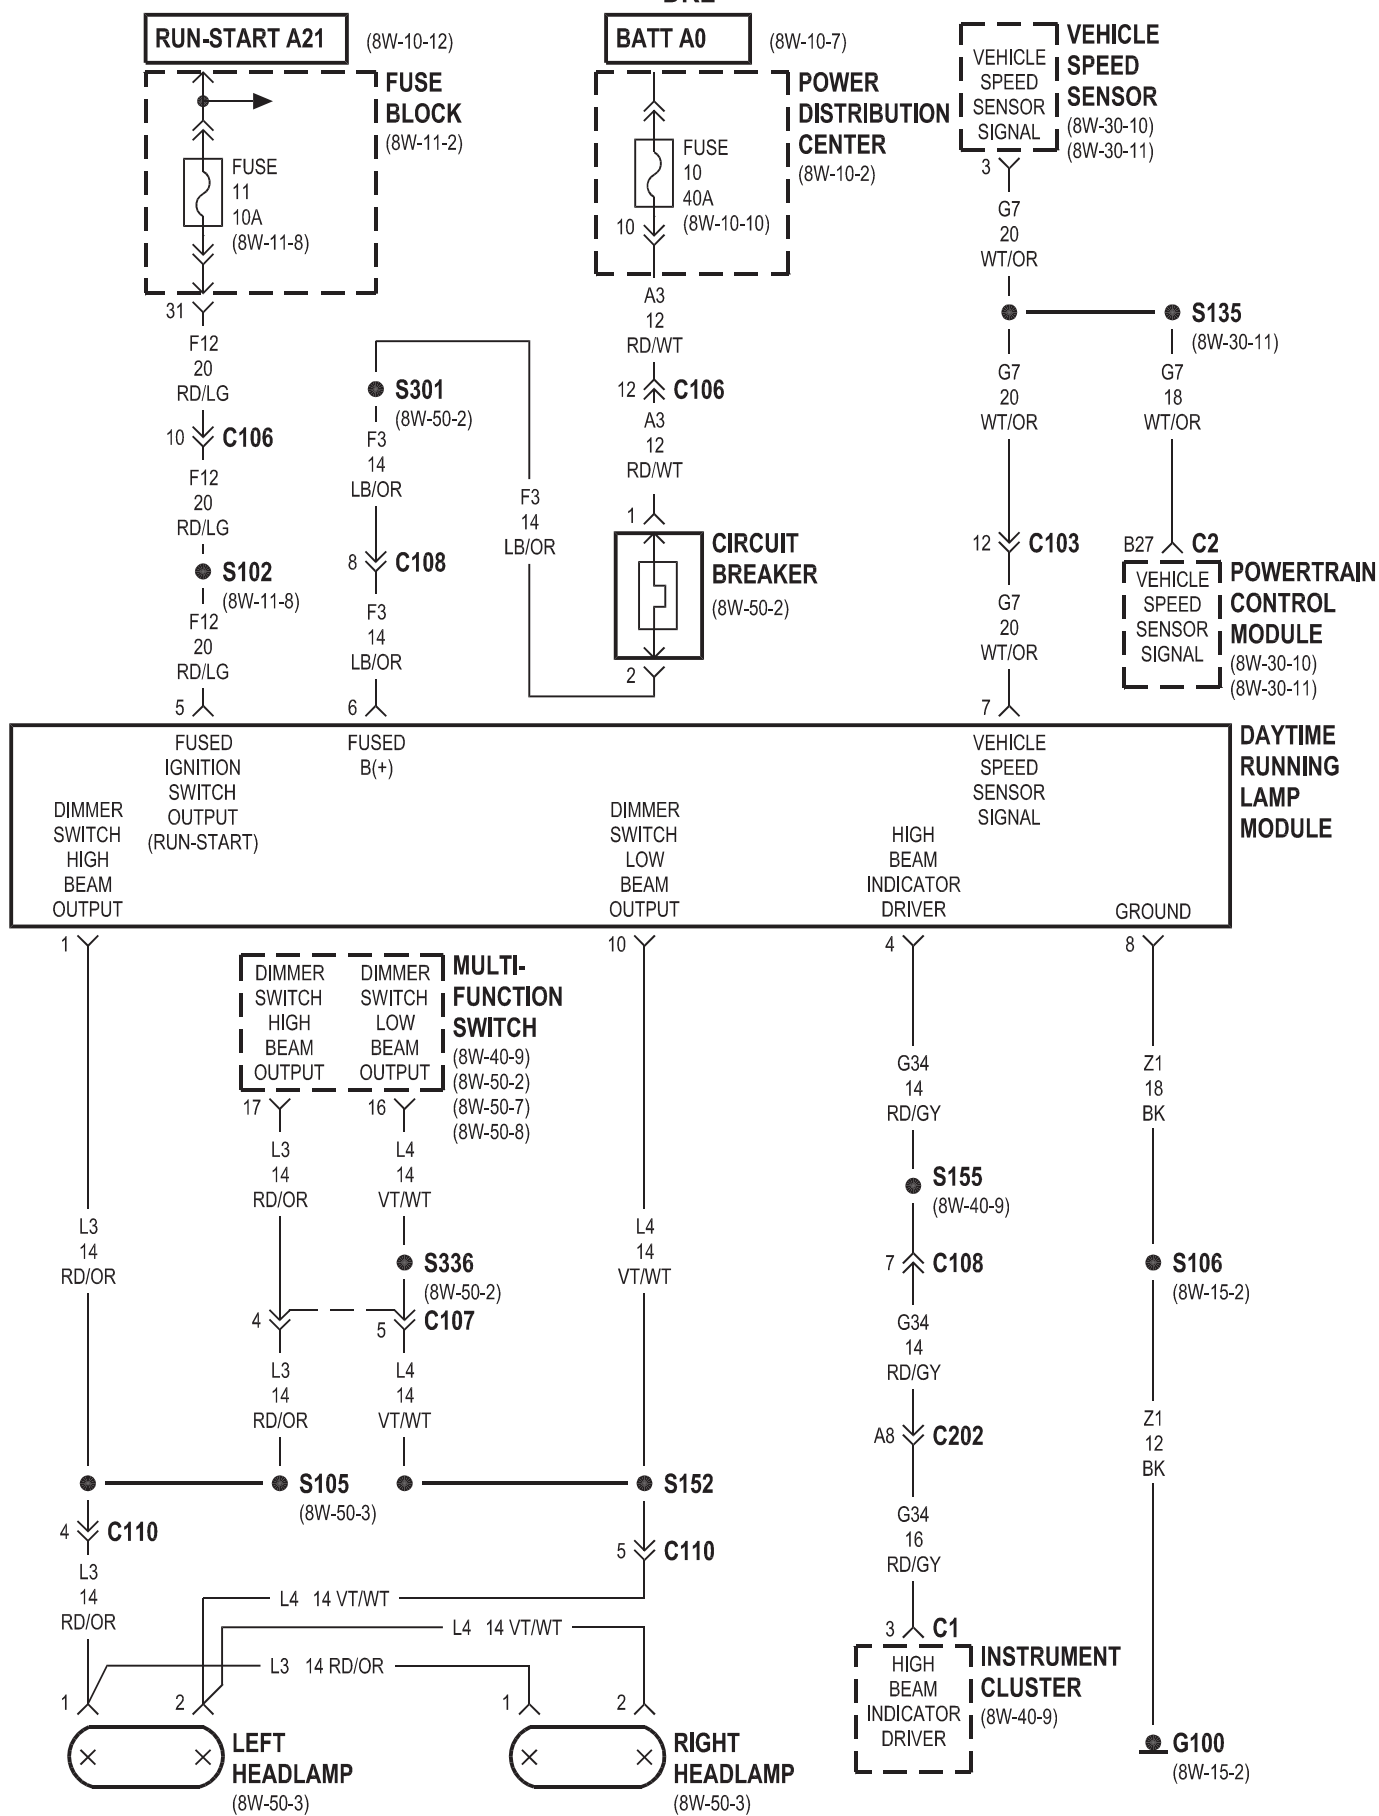 RUN-START A21
(8W-10-12)
FUSE
BLOCK
(8W-11-2)
FUSE
11
10A
(8W-11-8)
31
F12
20
RD/LG
10
C106
F12
20
RD/LG
S102
(8W-11-8)
F12
20
RD/LG
5
S301
(8W-50-2)
F3
14
LB/OR
8
C108
F3
14
LB/OR
6
F3
14
LB/OR
BATT A0
(8W-10-7)
POWER
DISTRIBUTION
CENTER
(8W-10-2)
FUSE
10
40A
(8W-10-10)
10
A3
12
RD/WT
12
C106
A3
12
RD/WT
1
CIRCUIT
BREAKER
(8W-50-2)
2
VEHICLE
SPEED
SENSOR
SIGNAL
VEHICLE
SPEED
SENSOR
(8W-30-10)
(8W-30-11)
3
G7
20
WT/OR
S135
(8W-30-11)
G7
20
WT/OR
G7
18
WT/OR
12
C103
G7
20
WT/OR
7
B27
C2
VEHICLE
SPEED
SENSOR
SIGNAL
POWERTRAIN
CONTROL
MODULE
(8W-30-10)
(8W-30-11)
DAYTIME
RUNNING
LAMP
MODULE
DIMMER
SWITCH
HIGH
BEAM
OUTPUT
FUSED
IGNITION
SWITCH
OUTPUT
(RUN-START)
FUSED
B(+)
DIMMER
SWITCH
LOW
BEAM
OUTPUT
HIGH
BEAM
INDICATOR
DRIVER
VEHICLE
SPEED
SENSOR
SIGNAL
GROUND
1
10
4
8
DIMMER
SWITCH
HIGH
BEAM
OUTPUT
DIMMER
SWITCH
LOW
BEAM
OUTPUT
MULTI-
FUNCTION
SWITCH
(8W-40-9)
(8W-50-2)
(8W-50-7)
(8W-50-8)
17
16
L3
14
RD/OR
L4
14
VT/WT
S336
(8W-50-2)
4
5
C107
L3
14
RD/OR
L4
14
VT/WT
L3
14
RD/OR
L4
14
VT/WT
S105
(8W-50-3)
S152
4
C110
L3
14
RD/OR
5
C110
L4 14 VT/WT
L4 14 VT/WT
L3 14 RD/OR
1
2
1
2
LEFT
HEADLAMP
(8W-50-3)
RIGHT
HEADLAMP
(8W-50-3)
G34
14
RD/GY
S155
(8W-40-9)
7
C108
G34
14
RD/GY
A8
C202
G34
16
RD/GY
3
C1
HIGH
BEAM
INDICATOR
DRIVER
INSTRUMENT
CLUSTER
(8W-40-9)
Z1
18
BK
S106
(8W-15-2)
Z1
12
BK
G100
(8W-15-2)